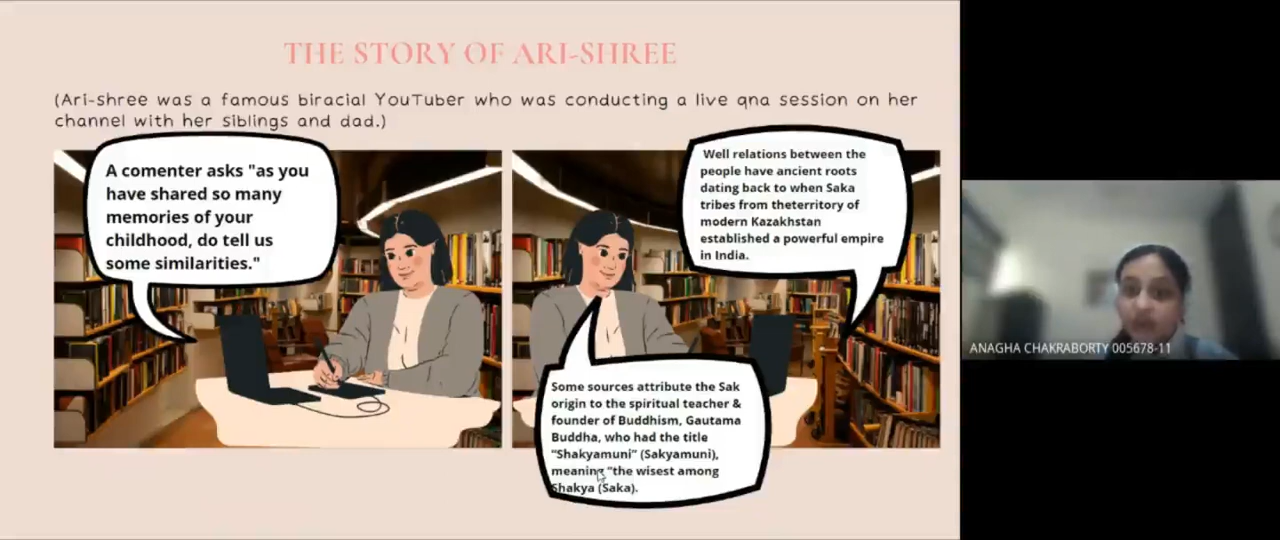 THE STORY OF ARI-SHREE
(Ari-shree was a famous biracial YouTuber who was conducting a live qna session on her
channel with her siblings and dad.)
A comenter asks "as you
have shared so many
memories of your
childhood, do tell us
some similarities."
Well relations between the
people have ancient roots
dating back to when Saka
tribes from theterritory of
modern Kazakhstan
established a powerful empire
in India.
Some sources attribute the Sak
origin to the spiritual teacher &
founder of Buddhism, Gautama
Buddha, who had the title
“Shakyamuni” (Sakyamuni),
meaning “the wisest among
Shakya (Saka).
ANAGHA CHAKRABORTY 005678-11